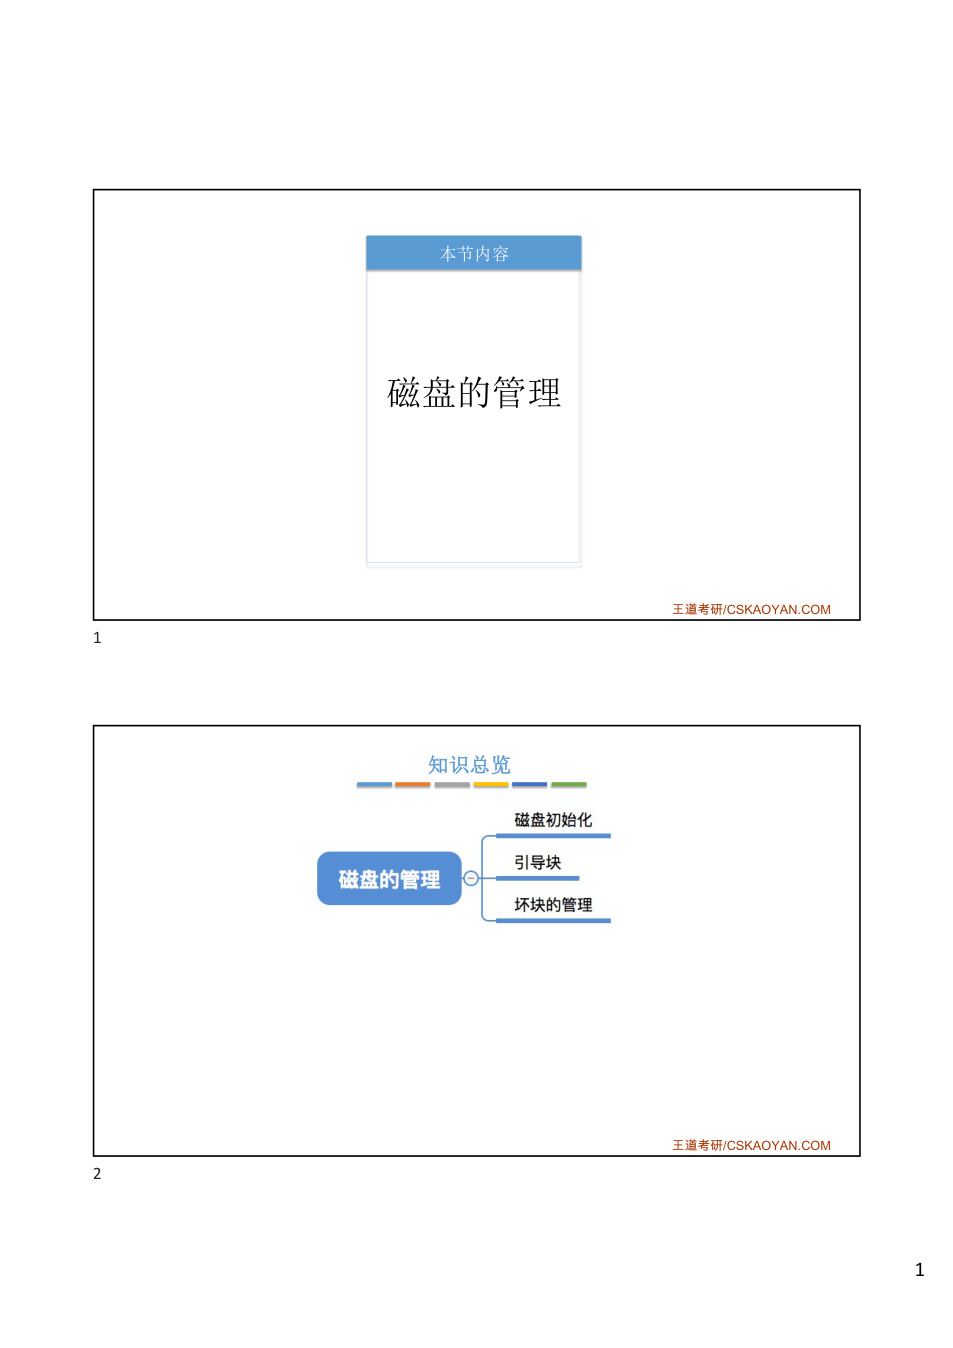 本节内容
磁盘的管理
王道考研/CSKAOYAN.COM
1
知识总览
磁盘初始化
磁盘的管理
引导块
坏块的管理
王道考研/CSKAOYAN.COM
2
1